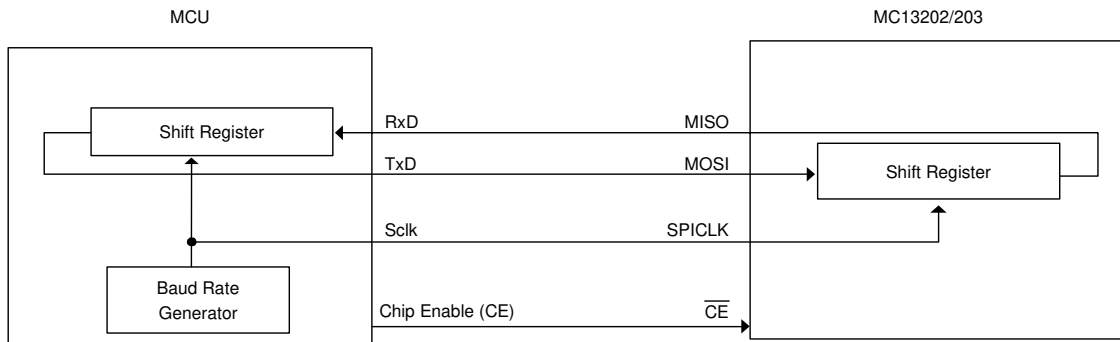 MCU
MC13202/203
Shift Register
RxD
MISO
TxD
MOSI
Shift Register
Sclk
SPICLK
Baud Rate
Generator
Chip Enable (CE)
CE